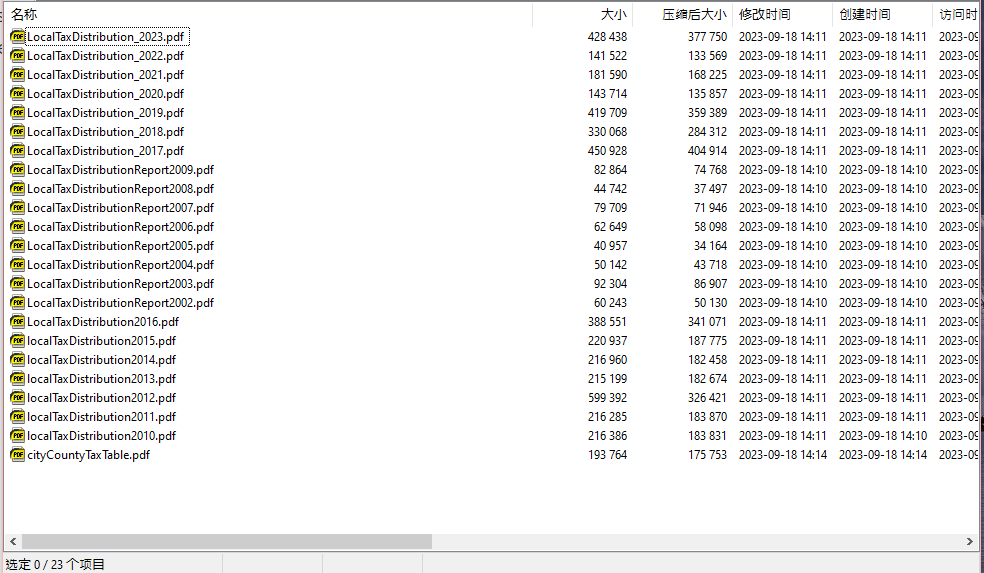 名称 大小 压缩后大小 修改时间 创建时间 访问时
LocalTaxDistribution_2023.pdf 428 438 377 750 2023-09-18 14:11 2023-09-18 14:11 2023-09
LocalTaxDistribution_2022.pdf 141 522 133 569 2023-09-18 14:11 2023-09-18 14:11 2023-09
LocalTaxDistribution_2021.pdf 181 590 168 225 2023-09-18 14:11 2023-09-18 14:11 2023-09
LocalTaxDistribution_2020.pdf 143 714 135 857 2023-09-18 14:11 2023-09-18 14:11 2023-09
LocalTaxDistribution_2019.pdf 419 709 359 389 2023-09-18 14:11 2023-09-18 14:11 2023-09
LocalTaxDistribution_2018.pdf 330 068 284 312 2023-09-18 14:11 2023-09-18 14:11 2023-09
LocalTaxDistribution_2017.pdf 450 928 404 914 2023-09-18 14:11 2023-09-18 14:11 2023-09
LocalTaxDistributionReport2009.pdf 82 864 74 768 2023-09-18 14:10 2023-09-18 14:10 2023-09
LocalTaxDistributionReport2008.pdf 44 742 37 497 2023-09-18 14:10 2023-09-18 14:10 2023-09
LocalTaxDistributionReport2007.pdf 79 709 71 946 2023-09-18 14:10 2023-09-18 14:10 2023-09
LocalTaxDistributionReport2006.pdf 62 649 58 098 2023-09-18 14:10 2023-09-18 14:10 2023-09
LocalTaxDistributionReport2005.pdf 40 957 34 164 2023-09-18 14:10 2023-09-18 14:10 2023-09
LocalTaxDistributionReport2004.pdf 50 142 43 718 2023-09-18 14:10 2023-09-18 14:10 2023-09
LocalTaxDistributionReport2003.pdf 92 304 86 907 2023-09-18 14:10 2023-09-18 14:10 2023-09
LocalTaxDistributionReport2002.pdf 60 243 50 130 2023-09-18 14:10 2023-09-18 14:10 2023-09
LocalTaxDistribution2016.pdf 388 551 341 071 2023-09-18 14:11 2023-09-18 14:11 2023-09
localTaxDistribution2015.pdf 220 937 187 775 2023-09-18 14:11 2023-09-18 14:11 2023-09
localTaxDistribution2014.pdf 216 960 182 458 2023-09-18 14:11 2023-09-18 14:11 2023-09
localTaxDistribution2013.pdf 215 199 182 674 2023-09-18 14:11 2023-09-18 14:11 2023-09
localTaxDistribution2012.pdf 599 392 326 421 2023-09-18 14:11 2023-09-18 14:11 2023-09
localTaxDistribution2011.pdf 216 285 183 870 2023-09-18 14:11 2023-09-18 14:11 2023-09
localTaxDistribution2010.pdf 216 386 183 831 2023-09-18 14:11 2023-09-18 14:10 2023-09
cityCountyTaxTable.pdf 193 764 175 753 2023-09-18 14:14 2023-09-18 14:14 2023-09
选定 0 / 23 个项目